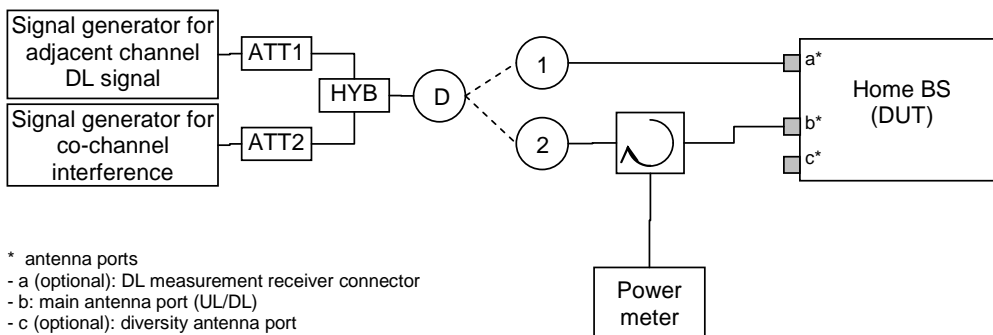 Signal generator for
adjacent channel
DL signal
ATT1
HYB
D
1
2
Signal generator for
co-channel
interference
ATT2
a*
b*
c*
Home BS
(DUT)
Power
meter
* antenna ports
- a (optional): DL measurement receiver connector
- b: main antenna port (UL/DL)
- c (optional): diversity antenna port